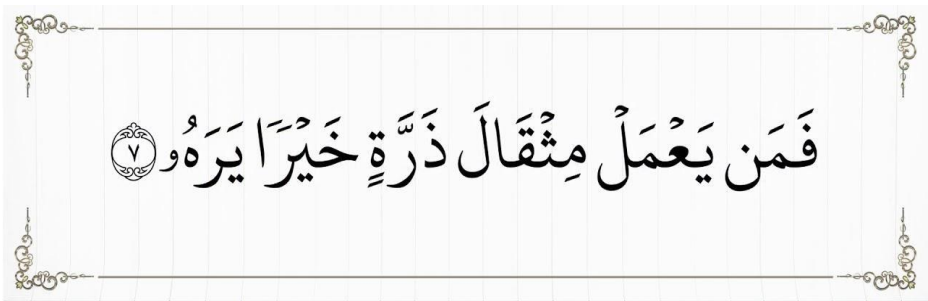 فَمَن يَعْمَلْ مِثْقَالَ ذَرَّةٍ خَيْرًا يَرَهُۥ ٧